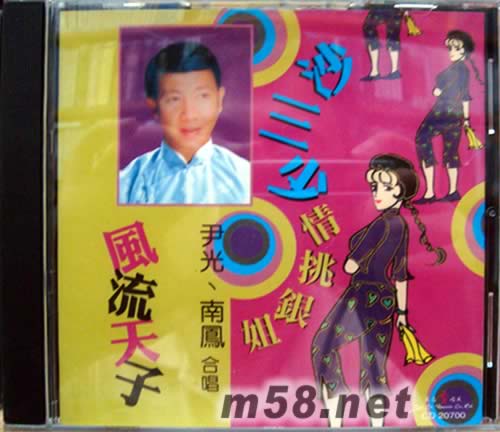 沙三少
情挑銀姐
風流天子
尹光、南鳳 合唱
CD 20700
m58.net